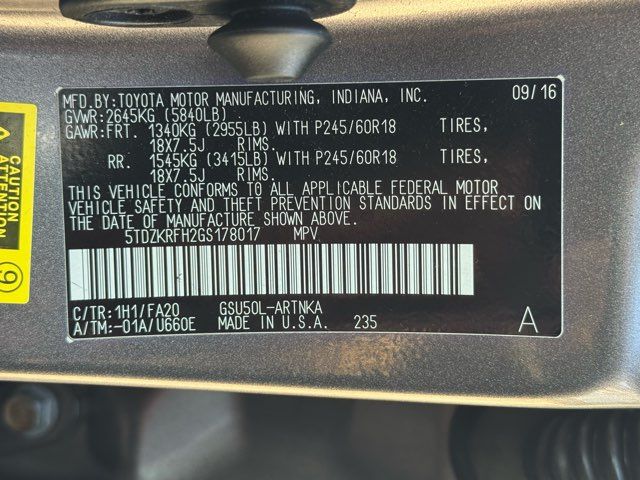 MFD.BY:TOYOTA MOTOR MANUFACTURING, INDIANA, INC. 09/16
GVWR:2645KG (5840LB)
GAWR:FRT. 1340KG (2955LB) WITH P245/60R18 TIRES,
18X7.5J RIMS.
RR. 1545KG (3415LB) WITH P245/60R18 TIRES,
18X7.5J RIMS.
THIS VEHICLE CONFORMS TO ALL APPLICABLE FEDERAL MOTOR
VEHICLE SAFETY AND THEFT PREVENTION STANDARDS IN EFFECT ON
THE DATE OF MANUFACTURE SHOWN ABOVE.
5TDZKRFH2GS178017 MPV
C/TR:1H1/FA20 GSU50L-ARTNKA
A/TM:-01A/U660E MADE IN U.S.A. 235 A
CAUTION
ATTENTION
9